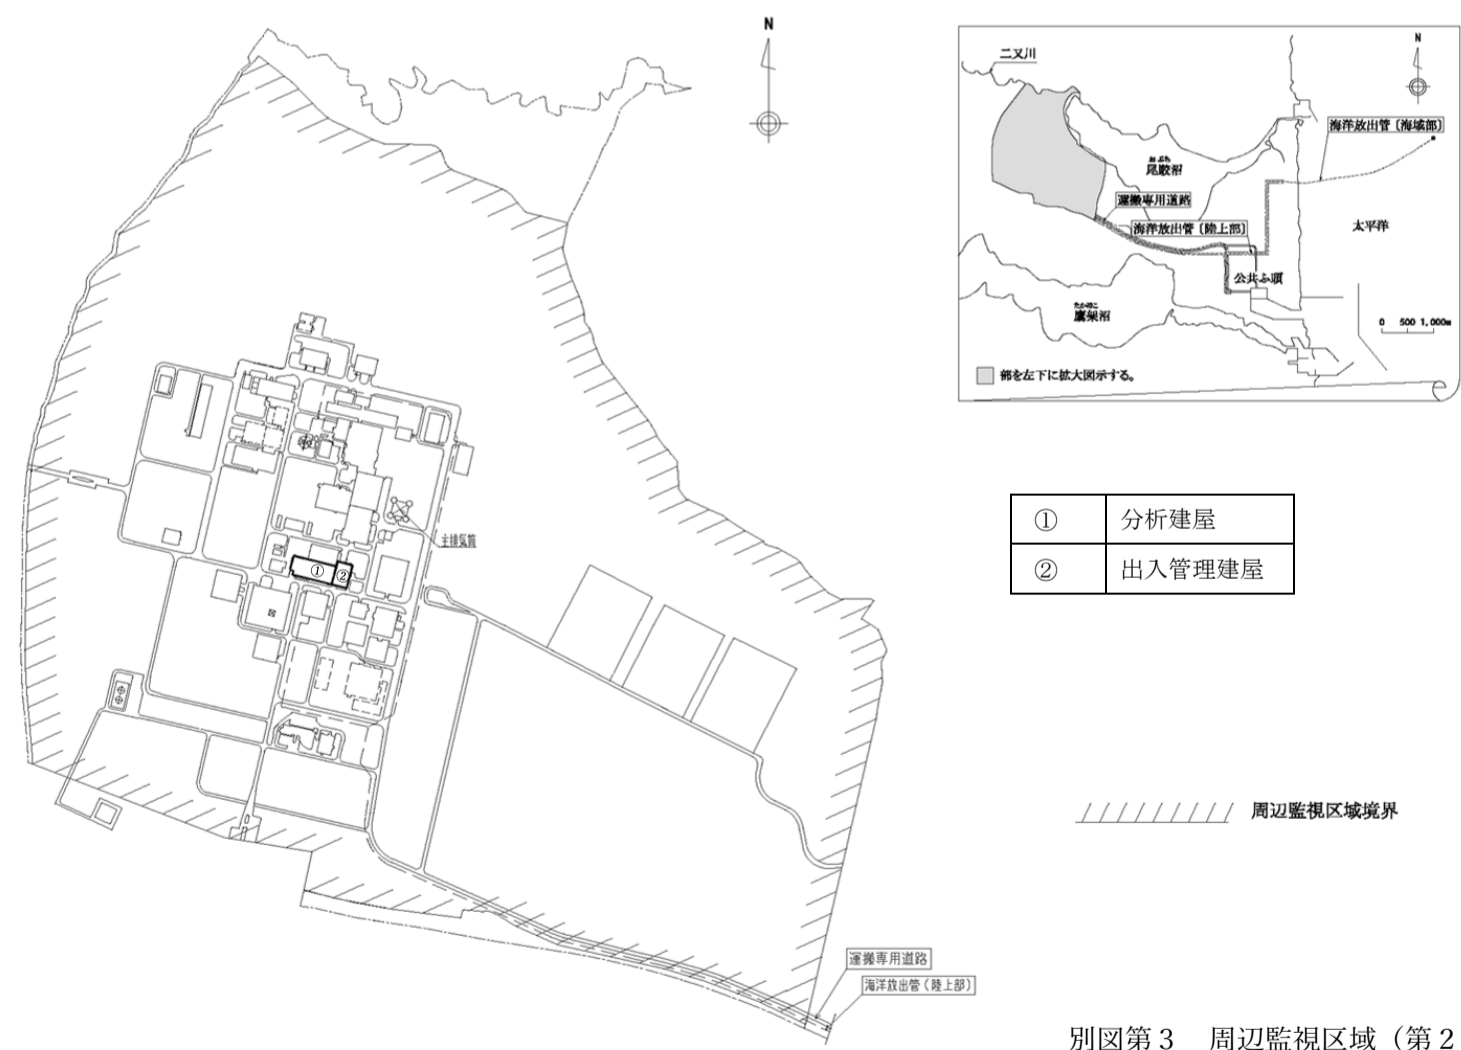 N
主排気筒
①
②
運搬専用道路
海洋放出管(陸上部)
二又川
N
海洋放出管〔海域部〕
おぶち
尾駮沼
運搬専用道路
海洋放出管〔陸上部〕
太平洋
公共ふ頭
たかほこ
鷹架沼
0 500 1,000m
部を左下に拡大図示する。
① 分析建屋
② 出入管理建屋
周辺監視区域境界
別図第3 周辺監視区域(第2